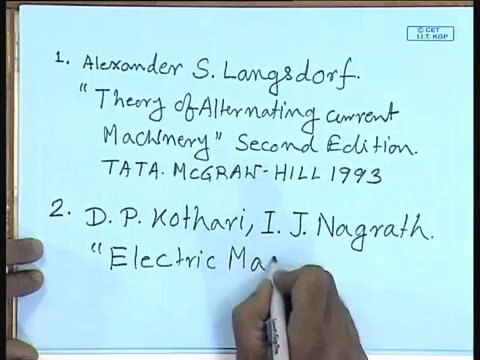 © CET
I.I.T. KGP
1. Alexander S. Langsdorf.
"Theory of Alternating current
Machinery" Second Edition.
TATA. McGRAW-HILL 1993
2. D. P. Kothari, I. J. Nagrath.
"Electric Ma